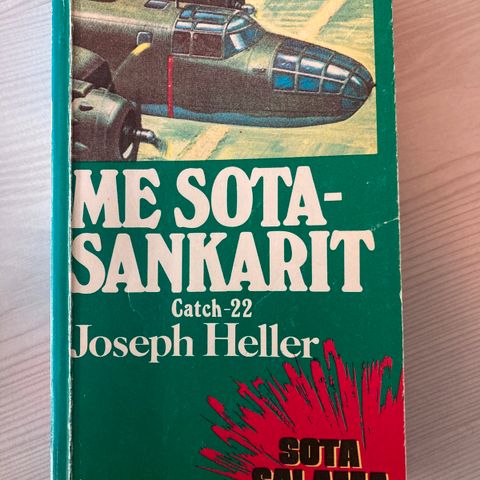 ME SOTA-
SANKARIT
Catch-22
Joseph Heller
SOTA